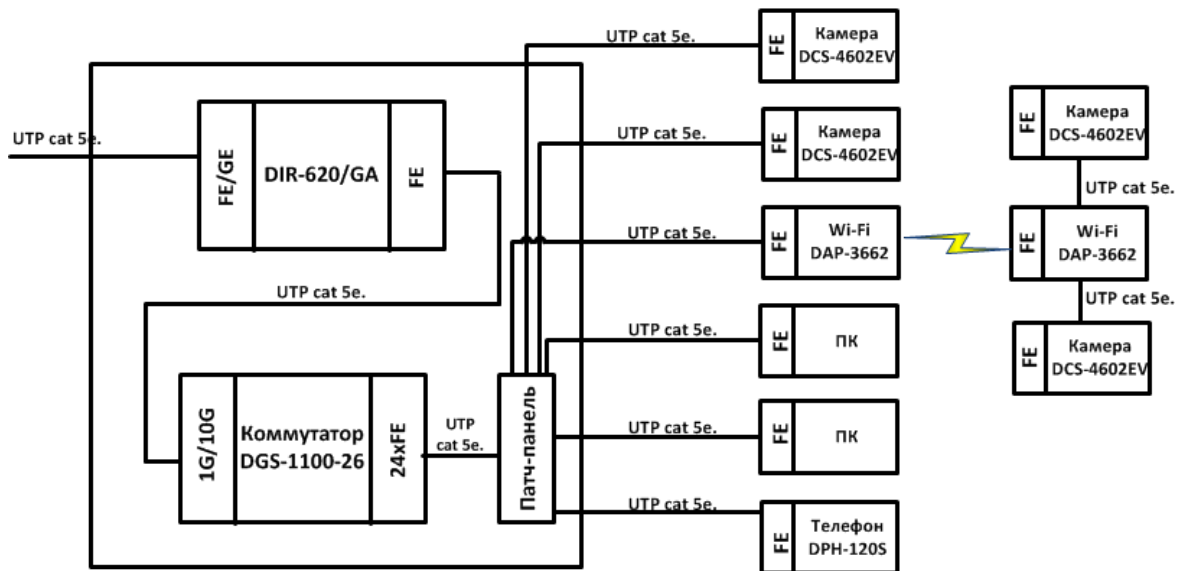 UTP cat 5e.
FE/GE
DIR-620/GA
FE
UTP cat 5e.
1G/10G
Коммутатор
DGS-1100-26
24xFE
UTP
cat 5e.
Патч-панель
UTP cat 5e.
FE
Камера
DCS-4602EV
UTP cat 5e.
FE
Камера
DCS-4602EV
UTP cat 5e.
FE
Wi-Fi
DAP-3662
UTP cat 5e.
FE
ПК
UTP cat 5e.
FE
ПК
UTP cat 5e.
FE
Телефон
DPH-120S
FE
Камера
DCS-4602EV
UTP cat 5e.
FE
Wi-Fi
DAP-3662
UTP cat 5e.
FE
Камера
DCS-4602EV